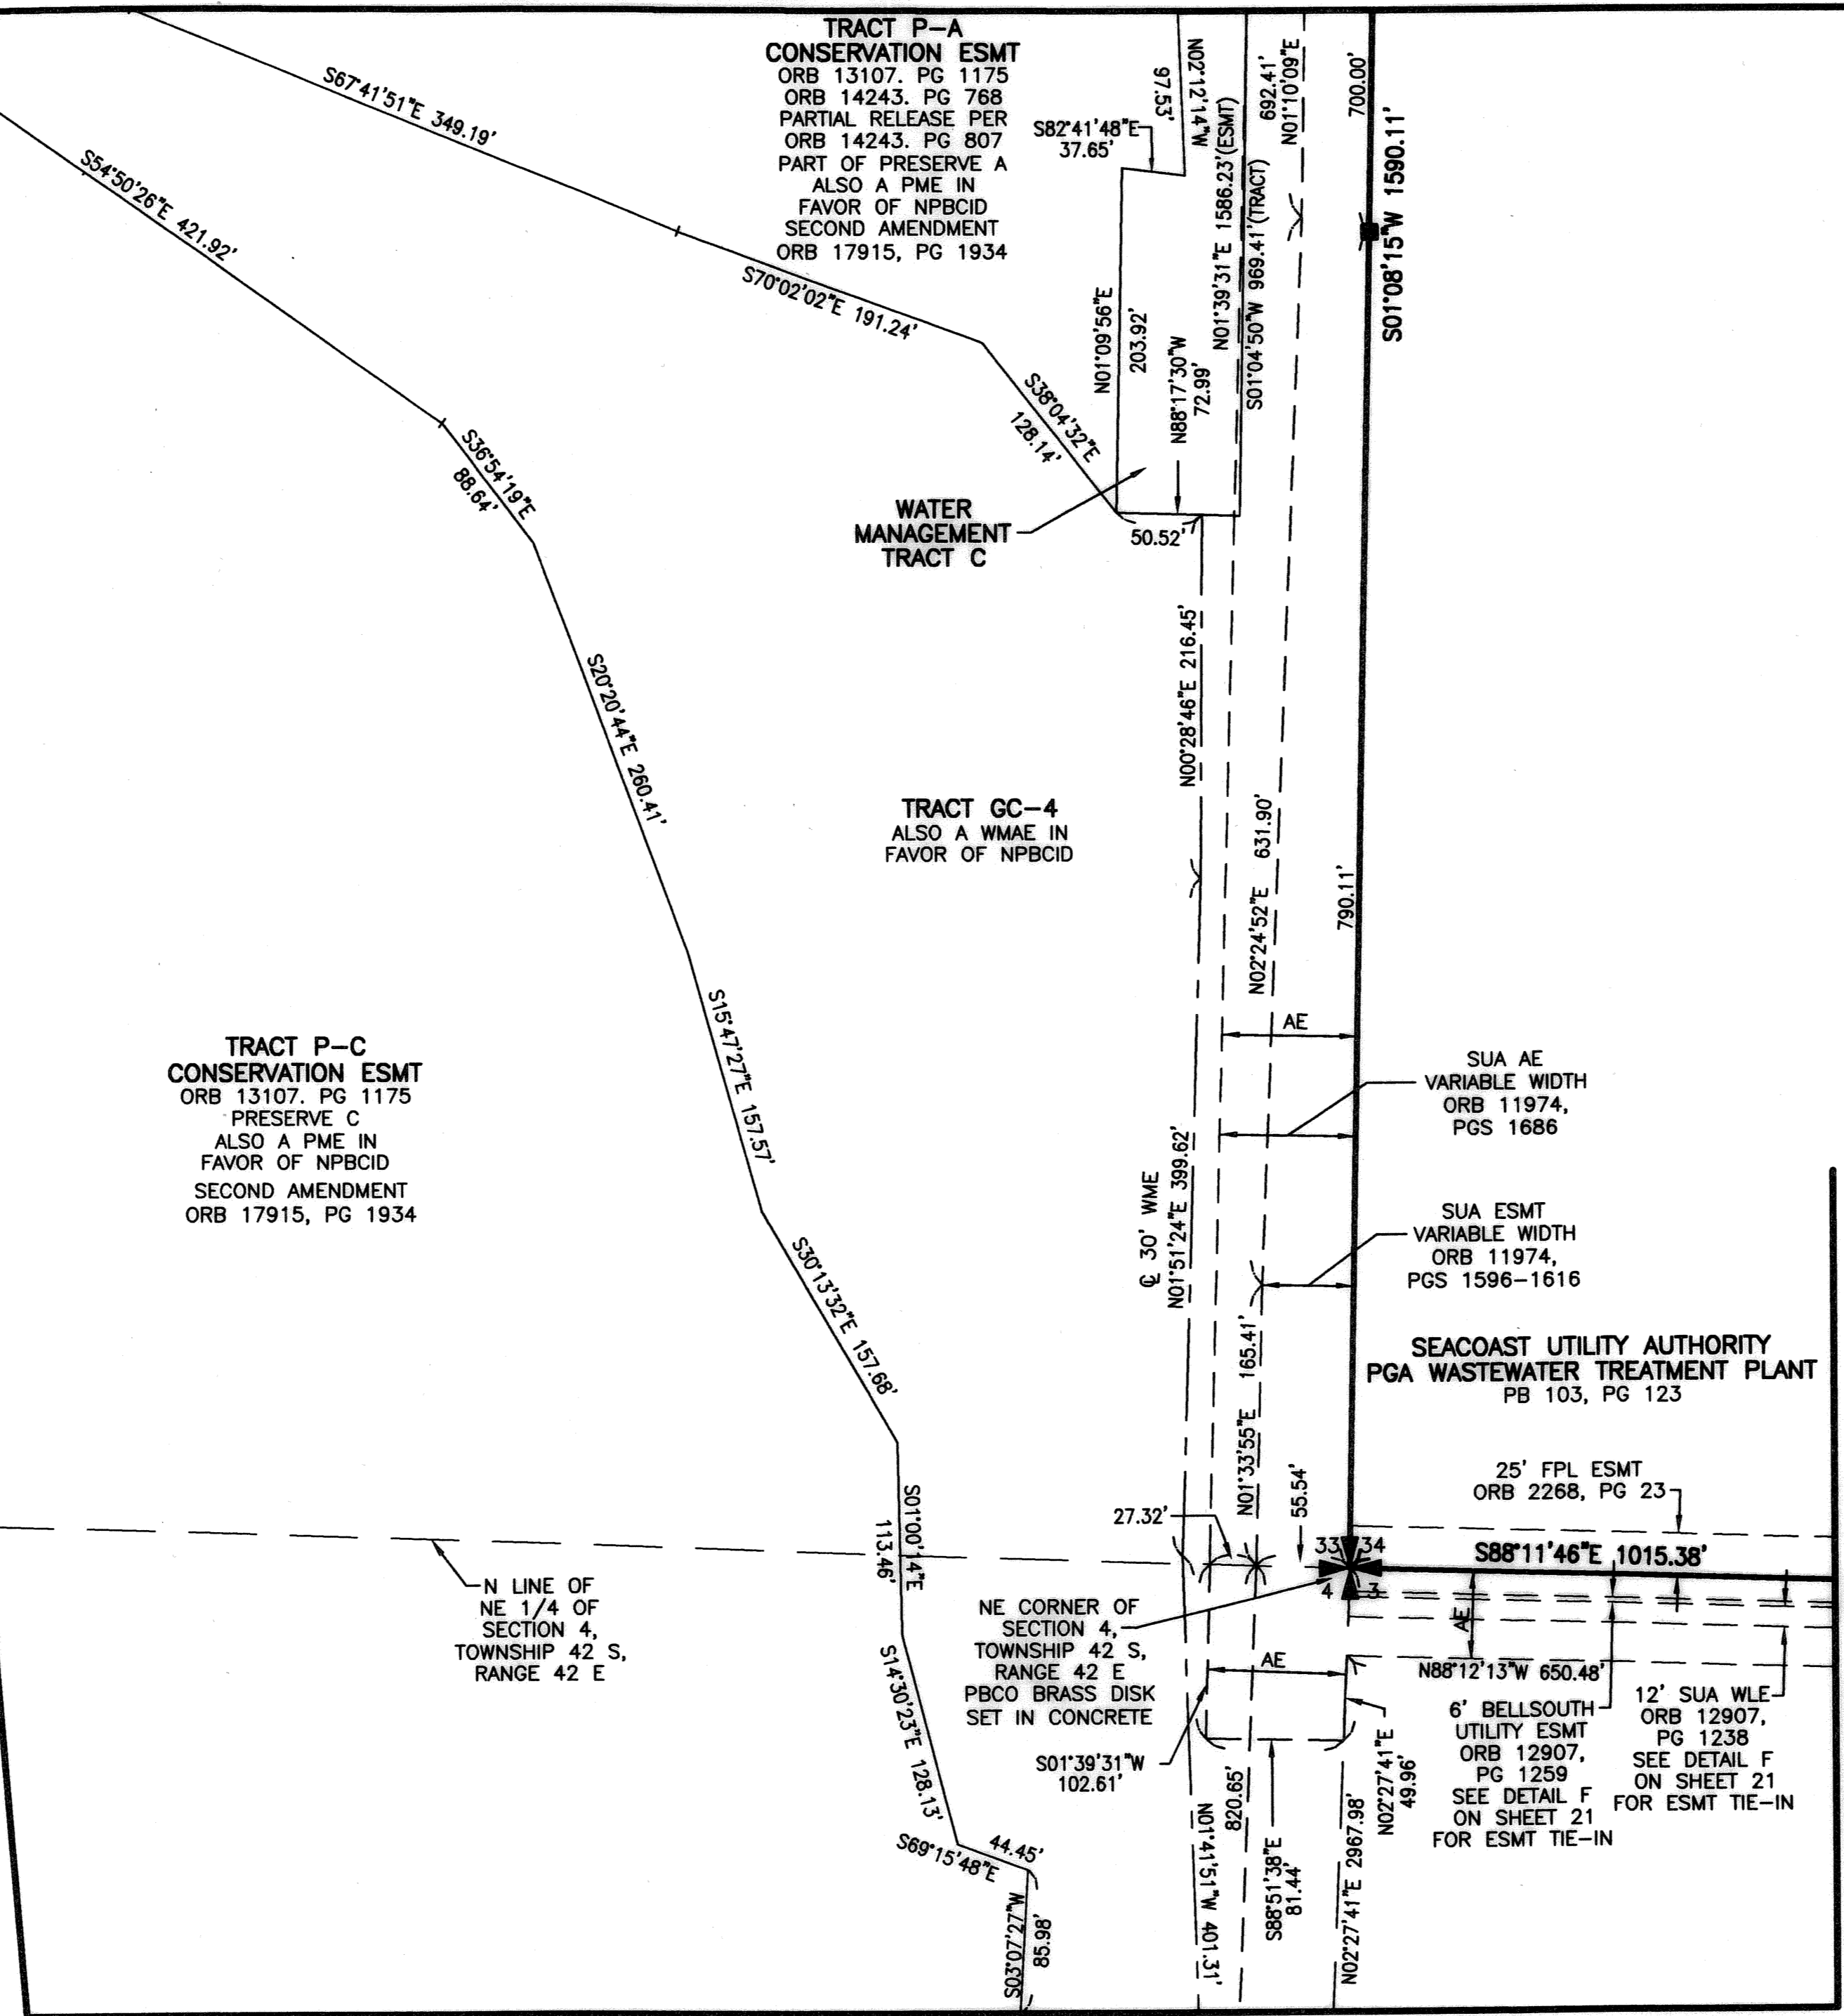 TRACT P-A
CONSERVATION ESMT
ORB 13107. PG 1175
ORB 14243. PG 768
PARTIAL RELEASE PER
ORB 14243. PG 807
PART OF PRESERVE A
ALSO A PME IN
FAVOR OF NPBCID
SECOND AMENDMENT
ORB 17915, PG 1934
S67°41'51"E 349.19'
S54°50'26"E 421.92'
S70°02'02"E 191.24'
S38°04'32"E
128.14'
S36°54'19"E
88.64'
S82°41'48"E
37.65'
97.53'
N02°12'14"W
N01°39'31"E 1586.23'(ESMT)
S01°04'50"W 969.41'(TRACT)
692.41'
N01°10'09"E
700.00'
S01°08'15"W 1590.11'
N01°09'56"E
203.92'
N88°17'30"W
72.99'
WATER
MANAGEMENT
TRACT C
50.52'
N00°28'46"E 216.45'
S20°20'44"E 260.41'
TRACT GC-4
ALSO A WMAE IN
FAVOR OF NPBCID
N02°24'52"E 631.90'
790.11'
S15°47'27"E 157.57'
TRACT P-C
CONSERVATION ESMT
ORB 13107. PG 1175
PRESERVE C
ALSO A PME IN
FAVOR OF NPBCID
SECOND AMENDMENT
ORB 17915, PG 1934
AE
SUA AE
VARIABLE WIDTH
ORB 11974,
PGS 1686
℄ 30' WME
N01°51'24"E 399.62'
SUA ESMT
VARIABLE WIDTH
ORB 11974,
PGS 1596-1616
S30°13'32"E 157.68'
SEACOAST UTILITY AUTHORITY
PGA WASTEWATER TREATMENT PLANT
PB 103, PG 123
N01°33'55"E 165.41'
25' FPL ESMT
ORB 2268, PG 23
27.32'
55.54'
S01°00'14"E
113.46'
33
34
4
3
S88°11'46"E 1015.38'
N LINE OF
NE 1/4 OF
SECTION 4,
TOWNSHIP 42 S,
RANGE 42 E
NE CORNER OF
SECTION 4,
TOWNSHIP 42 S,
RANGE 42 E
PBCO BRASS DISK
SET IN CONCRETE
AE
AE
N88°12'13"W 650.48'
S14°30'23"E 128.13'
6' BELLSOUTH
UTILITY ESMT
ORB 12907,
PG 1259
SEE DETAIL F
ON SHEET 21
FOR ESMT TIE-IN
12' SUA WLE
ORB 12907,
PG 1238
SEE DETAIL F
ON SHEET 21
FOR ESMT TIE-IN
S01°39'31"W
102.61'
N02°27'41"E
49.96'
44.45'
S69°15'48"E
S03°07'27"W
85.98'
N01°41'51"W 401.31'
820.65'
S88°51'38"E
81.44'
N02°27'41"E 2967.98'